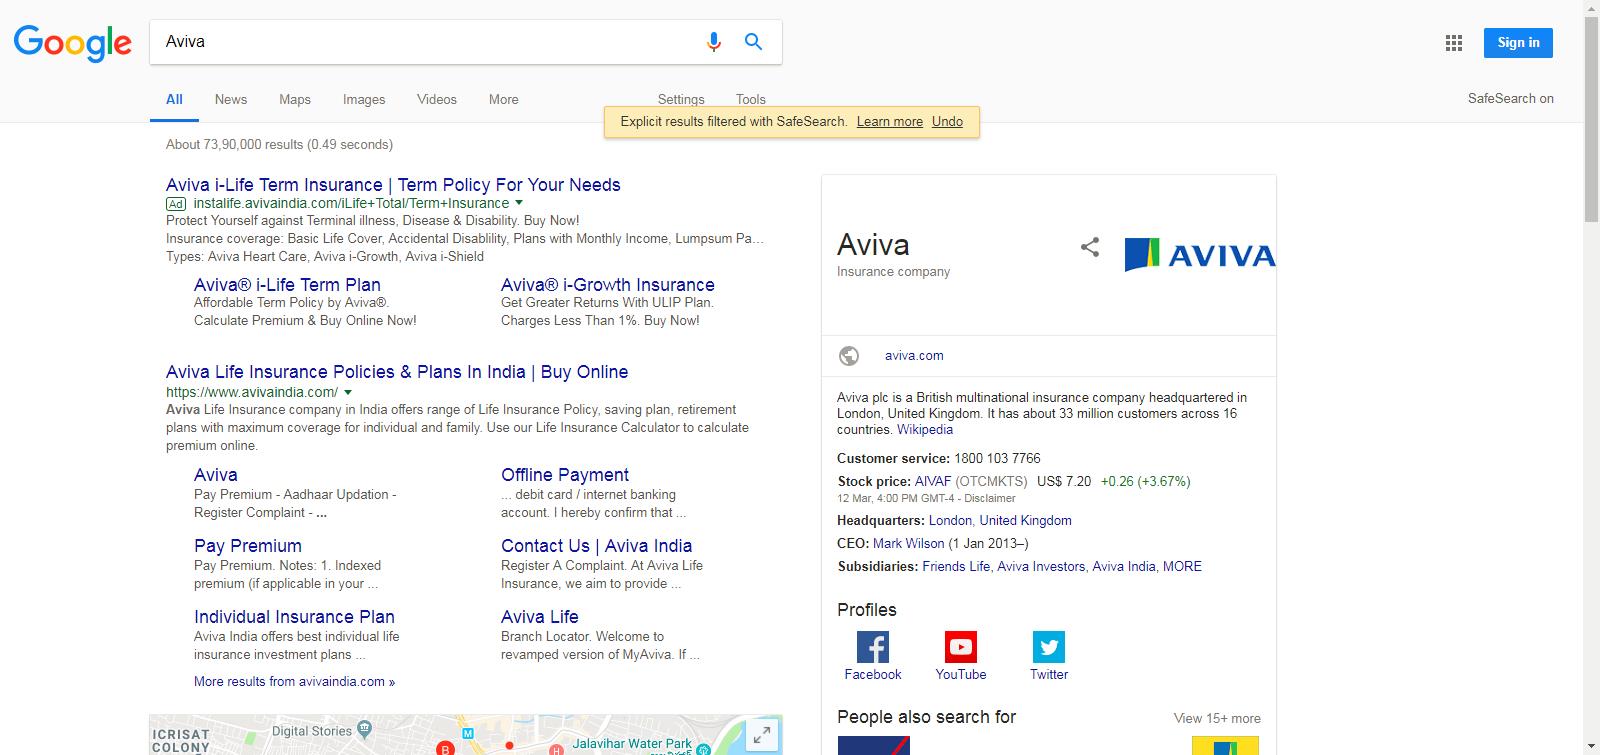 Google
Aviva
Sign in
All News Maps Images Videos More Settings Tools
SafeSearch on
Explicit results filtered with SafeSearch. Learn more Undo
About 73,90,000 results (0.49 seconds)
Aviva i-Life Term Insurance | Term Policy For Your Needs
Ad instalife.avivaindia.com/iLife+Total/Term+Insurance
Protect Yourself against Terminal illness, Disease & Disability. Buy Now!
Insurance coverage: Basic Life Cover, Accidental Disablility, Plans with Monthly Income, Lumpsum Pa...
Types: Aviva Heart Care, Aviva i-Growth, Aviva i-Shield
Aviva® i-Life Term Plan
Affordable Term Policy by Aviva®.
Calculate Premium & Buy Online Now!
Aviva® i-Growth Insurance
Get Greater Returns With ULIP Plan.
Charges Less Than 1%. Buy Now!
Aviva Life Insurance Policies & Plans In India | Buy Online
https://www.avivaindia.com/
Aviva Life Insurance company in India offers range of Life Insurance Policy, saving plan, retirement
plans with maximum coverage for individual and family. Use our Life Insurance Calculator to calculate
premium online.
Aviva
Pay Premium - Aadhaar Updation -
Register Complaint - ...
Offline Payment
... debit card / internet banking
account. I hereby confirm that ...
Pay Premium
Pay Premium. Notes: 1. Indexed
premium (if applicable in your ...
Contact Us | Aviva India
Register A Complaint. At Aviva Life
Insurance, we aim to provide ...
Individual Insurance Plan
Aviva India offers best individual life
insurance investment plans ...
Aviva Life
Branch Locator. Welcome to
revamped version of MyAviva. If ...
More results from avivaindia.com »
ICRISAT
COLONY
Digital Stories
M
B
H
Jalavihar Water Park
Aviva
Insurance company
AVIVA
aviva.com
Aviva plc is a British multinational insurance company headquartered in
London, United Kingdom. It has about 33 million customers across 16
countries. Wikipedia
Customer service: 1800 103 7766
Stock price: AIVAF (OTCMKTS) US$ 7.20 +0.26 (+3.67%)
12 Mar, 4:00 PM GMT-4 - Disclaimer
Headquarters: London, United Kingdom
CEO: Mark Wilson (1 Jan 2013–)
Subsidiaries: Friends Life, Aviva Investors, Aviva India, MORE
Profiles
Facebook YouTube Twitter
People also search for
View 15+ more